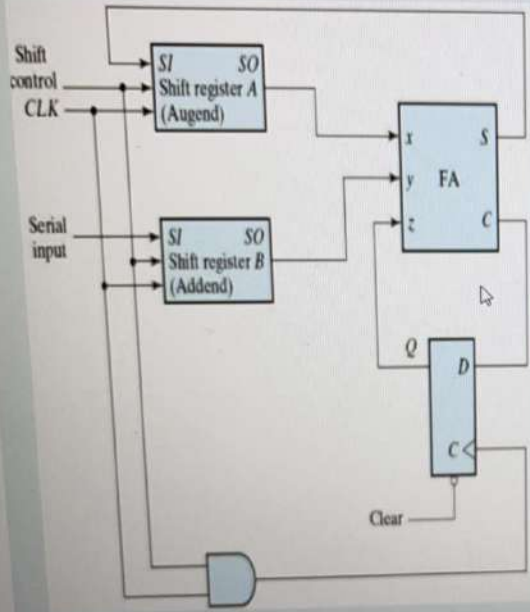 Shift
control
CLK
SI SO
Shift register A
(Augend)
x S
y FA
z C
Serial
input
SI SO
Shift register B
(Addend)
Q
D
C
Clear